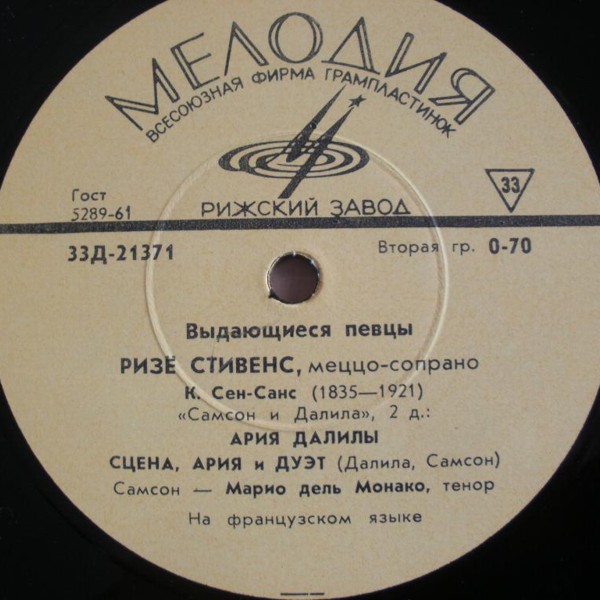 МЕЛОДИЯ
ВСЕСОЮЗНАЯ ФИРМА ГРАМПЛАСТИНОК
33
Гост
5289-61
РИЖСКИЙ ЗАВОД
33Д-21371
Вторая гр. 0-70
Выдающиеся певцы
РИЗЁ СТИВЕНС, меццо-сопрано
К. Сен-Санс (1835—1921)
«Самсон и Далила», 2 д.:
АРИЯ ДАЛИЛЫ
СЦЕНА, АРИЯ и ДУЭТ (Далила, Самсон)
Самсон — Марио дель Монако, тенор
На французском языке